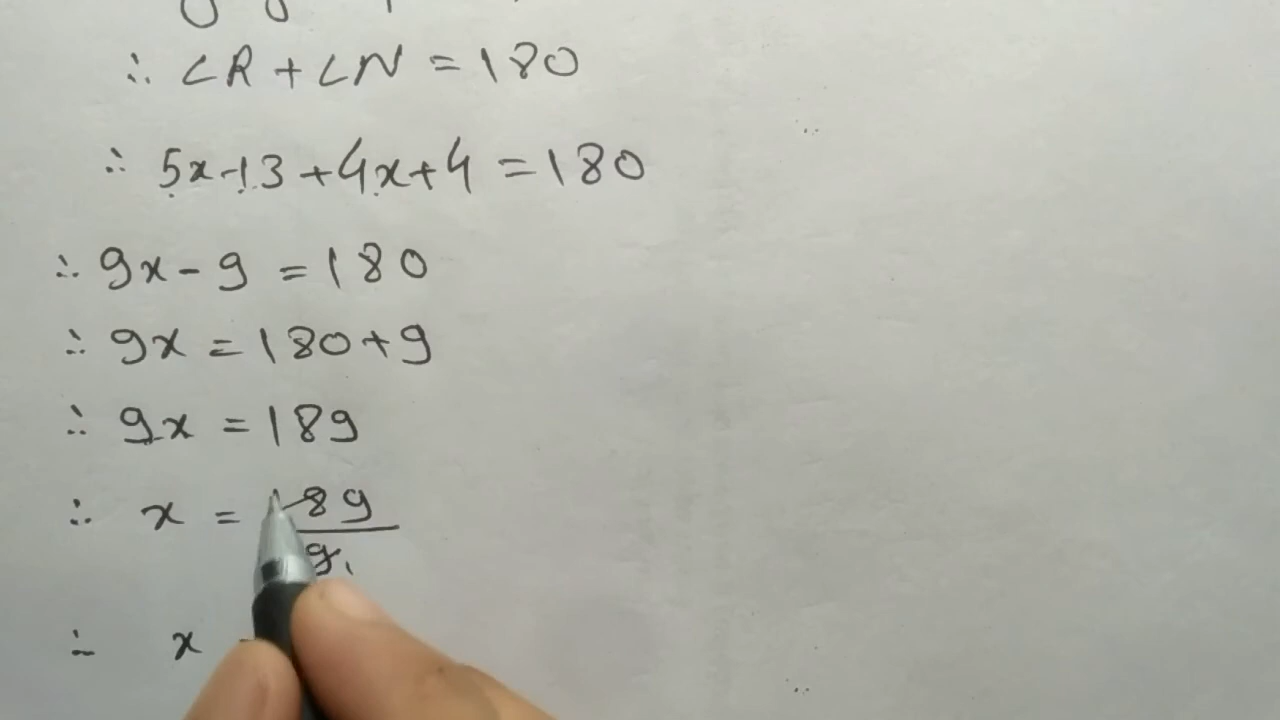 ∴ ∠R + ∠N = 180
∴ 5x - 13 + 4x + 4 = 180
∴ 9x - 9 = 180
∴ 9x = 180 + 9
∴ 9x = 189
∴ x = 189
9
∴ x